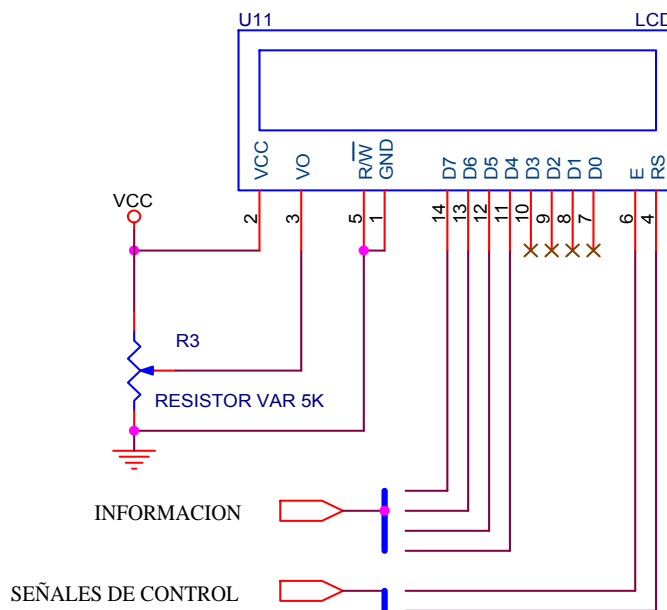 U11
LCD
VCC
VO
R/W
GND
D7
D6
D5
D4
D3
D2
D1
D0
E
RS
2
3
5
1
14
13
12
11
10
9
8
7
6
4
VCC
R3
RESISTOR VAR 5K
INFORMACION
SEÑALES DE CONTROL